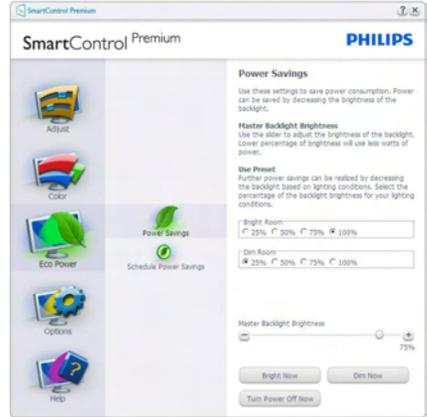 SmartControl Premium
? X
SmartControl Premium
PHILIPS
Adjust
Color
Eco Power
Options
Help
Power Savings
Schedule Power Savings
Power Savings
Use these settings to save power consumption. Power
can be saved by decreasing the brightness of the
backlight.
Master Backlight Brightness
Use the slider to adjust the brightness of the backlight.
Lower percentage of brightness will use less watts of
power.
Use Preset
Further power savings can be realized by decreasing
the backlight based on lighting conditions. Select the
percentage of the backlight brightness for your lighting
conditions.
Bright Room
25% 50% 75% 100%
Dim Room
25% 50% 75% 100%
Master Backlight Brightness
75%
Bright Now Dim Now
Turn Power Off Now